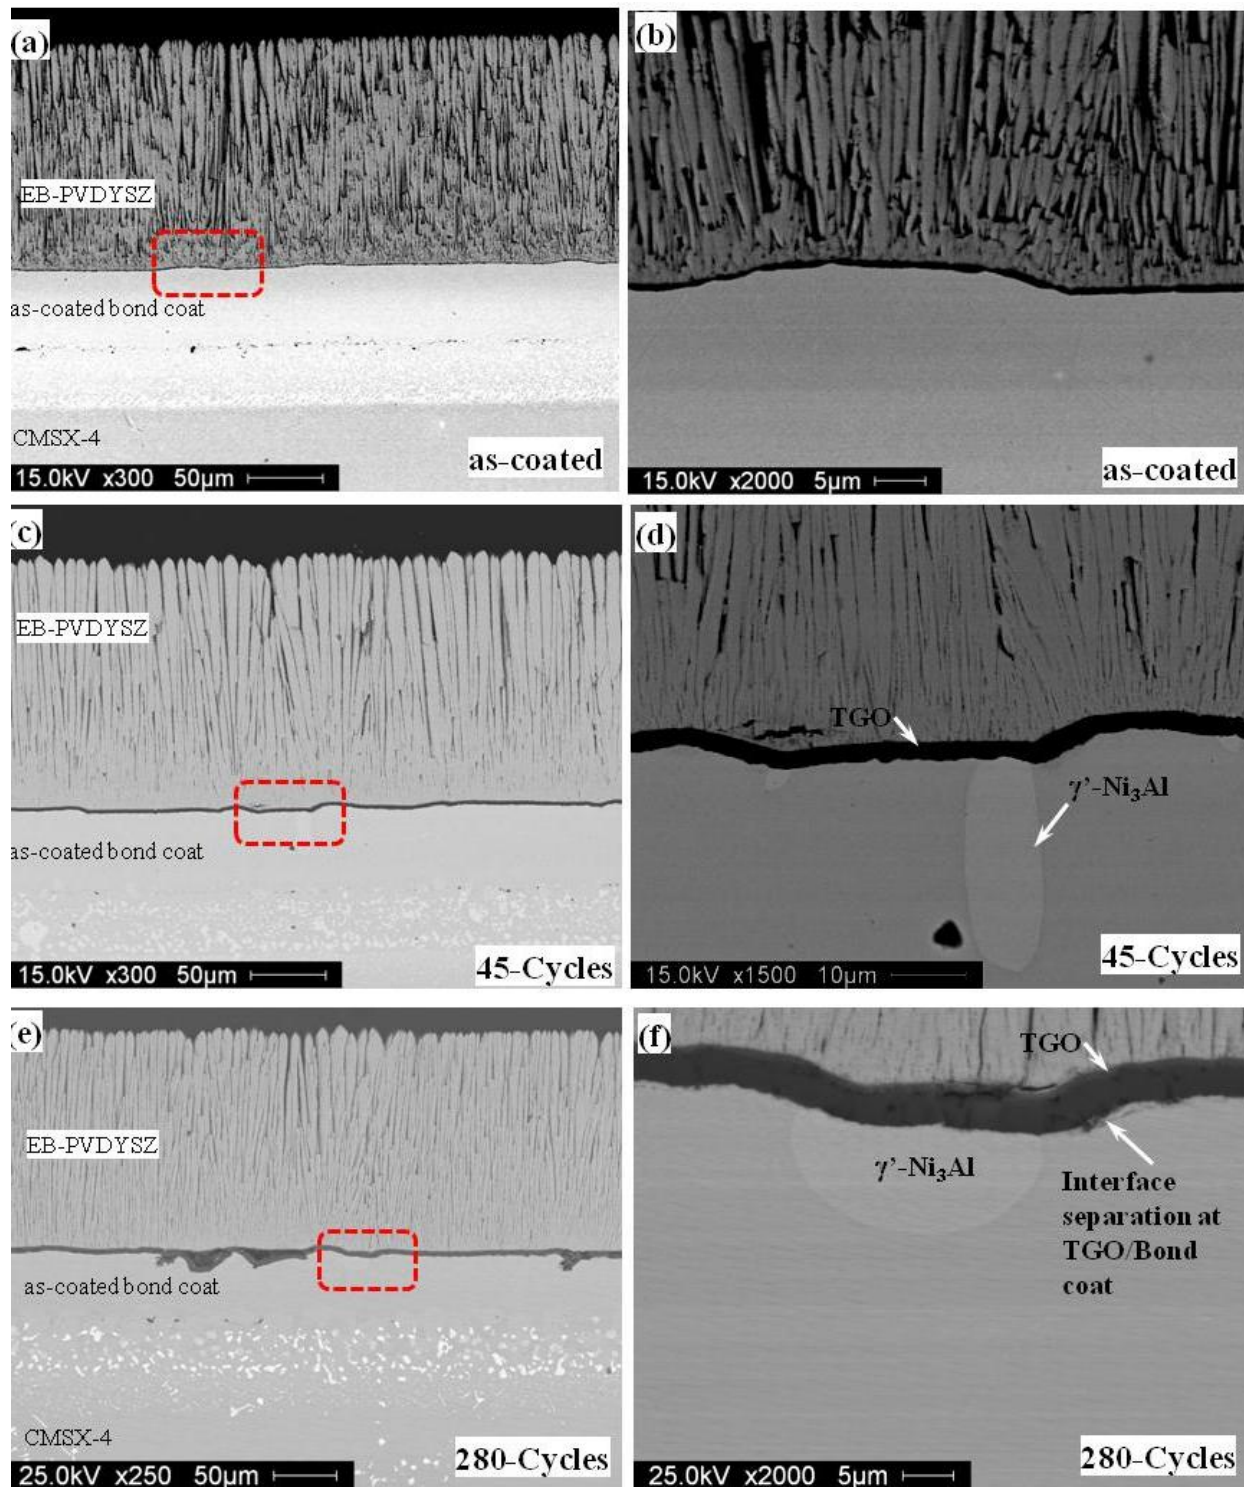 (a)
EB-PVDYSZ
as-coated bond coat
CMSX-4
as-coated
15.0kV x300 50µm
(b)
as-coated
15.0kV x2000 5µm
(c)
EB-PVDYSZ
as-coated bond coat
45-Cycles
15.0kV x300 50µm
(d)
TGO
γ'-Ni₃Al
45-Cycles
15.0kV x1500 10µm
(e)
EB-PVDYSZ
as-coated bond coat
CMSX-4
280-Cycles
25.0kV x250 50µm
(f)
TGO
γ'-Ni₃Al
Interface
separation at
TGO/Bond
coat
280-Cycles
25.0kV x2000 5µm